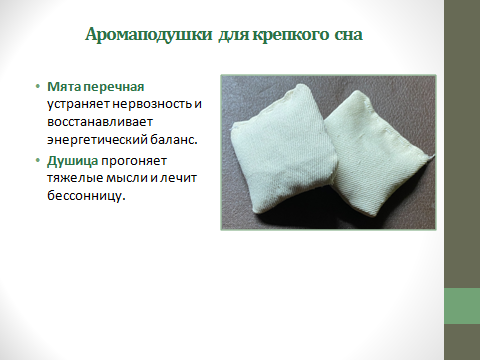 Аромаподушки для крепкого сна
• Мята перечная
устраняет нервозность и
восстанавливает
энергетический баланс.
• Душица прогоняет
тяжелые мысли и лечит
бессонницу.